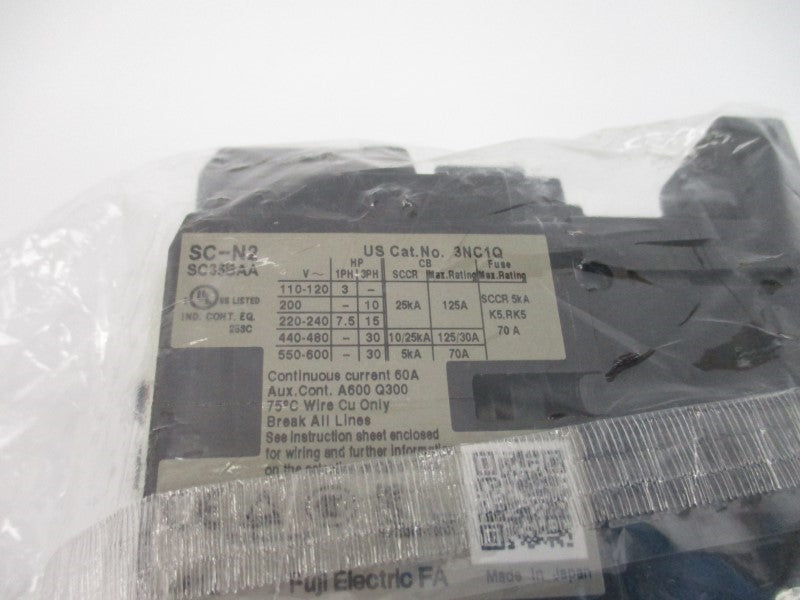 SC-N2
SC35BAA
US LISTED
IND. CONT. EQ.
US Cat.No. 3NC1Q
HP CB Fuse
V~ 1PH 3PH SCCR Max.Rating Max.Rating
110-120 3 –
200 – 10 25kA 125A SCCR 5kA
220-240 7.5 15 K5,RK5
440-480 – 30 10/25kA 125/30A 70 A
550-600 – 30 5kA 70A
Continuous current 60A
Aux.Cont. A600 Q300
75°C Wire Cu Only
Break All Lines
See instruction sheet enclosed
for wiring and further information
on the
Fuji Electric FA
Made in Japan